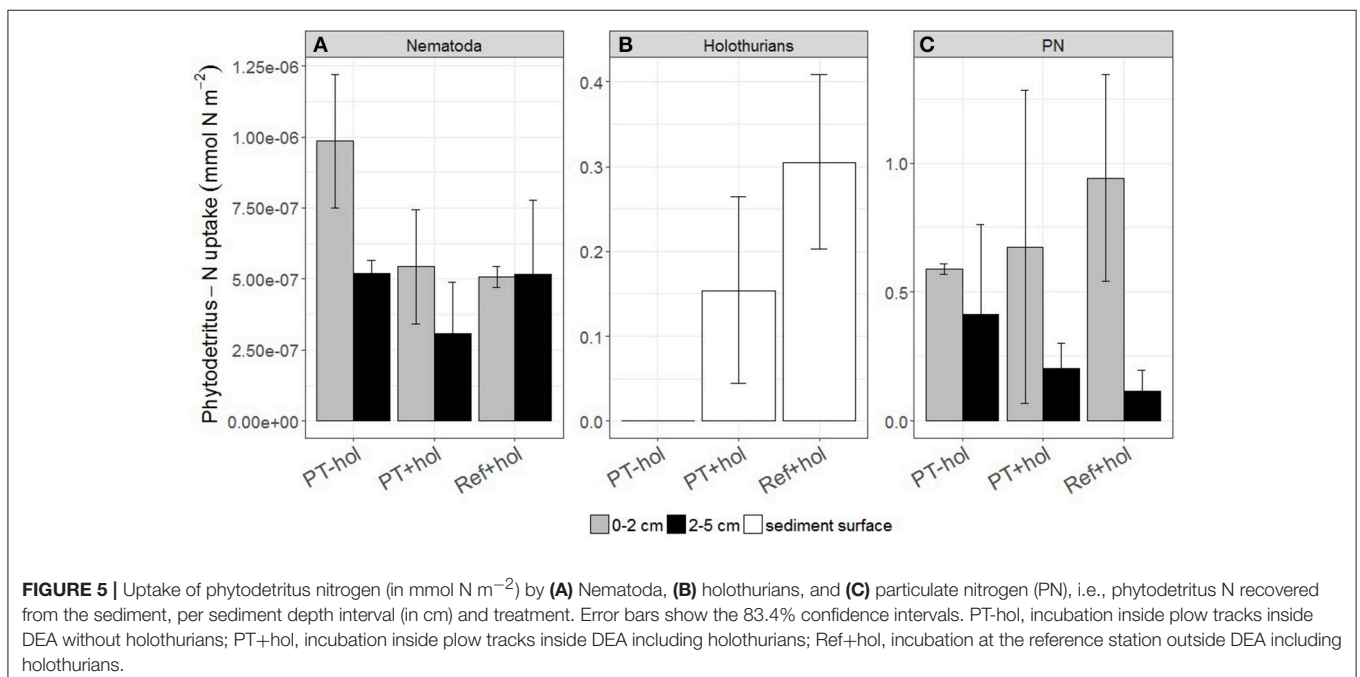 A Nematoda
B Holothurians
C PN
Phytodetritus – N uptake (mmol N m−2)
1.25e-06
1.00e-06
7.50e-07
5.00e-07
2.50e-07
0.00e+00
0.4
0.3
0.2
0.1
0.0
1.0
0.5
0.0
PT-hol PT+hol Ref+hol
PT-hol PT+hol Ref+hol
PT-hol PT+hol Ref+hol
0-2 cm 2-5 cm sediment surface
FIGURE 5 | Uptake of phytodetritus nitrogen (in mmol N m−2) by (A) Nematoda, (B) holothurians, and (C) particulate nitrogen (PN), i.e., phytodetritus N recovered
from the sediment, per sediment depth interval (in cm) and treatment. Error bars show the 83.4% confidence intervals. PT-hol, incubation inside plow tracks inside
DEA without holothurians; PT+hol, incubation inside plow tracks inside DEA including holothurians; Ref+hol, incubation at the reference station outside DEA including
holothurians.